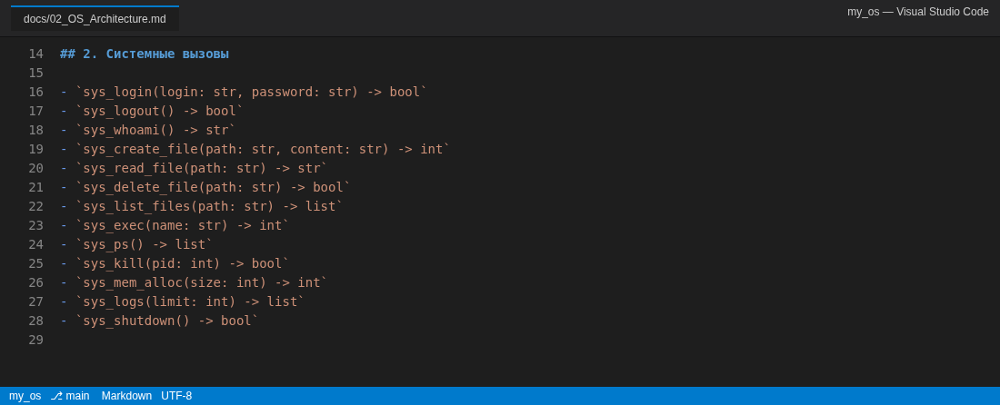 docs/02_OS_Architecture.md
my_os — Visual Studio Code
14 ## 2. Системные вызовы
15
16 - `sys_login(login: str, password: str) -> bool`
17 - `sys_logout() -> bool`
18 - `sys_whoami() -> str`
19 - `sys_create_file(path: str, content: str) -> int`
20 - `sys_read_file(path: str) -> str`
21 - `sys_delete_file(path: str) -> bool`
22 - `sys_list_files(path: str) -> list`
23 - `sys_exec(name: str) -> int`
24 - `sys_ps() -> list`
25 - `sys_kill(pid: int) -> bool`
26 - `sys_mem_alloc(size: int) -> int`
27 - `sys_logs(limit: int) -> list`
28 - `sys_shutdown() -> bool`
29
my_os ⎇ main Markdown UTF-8